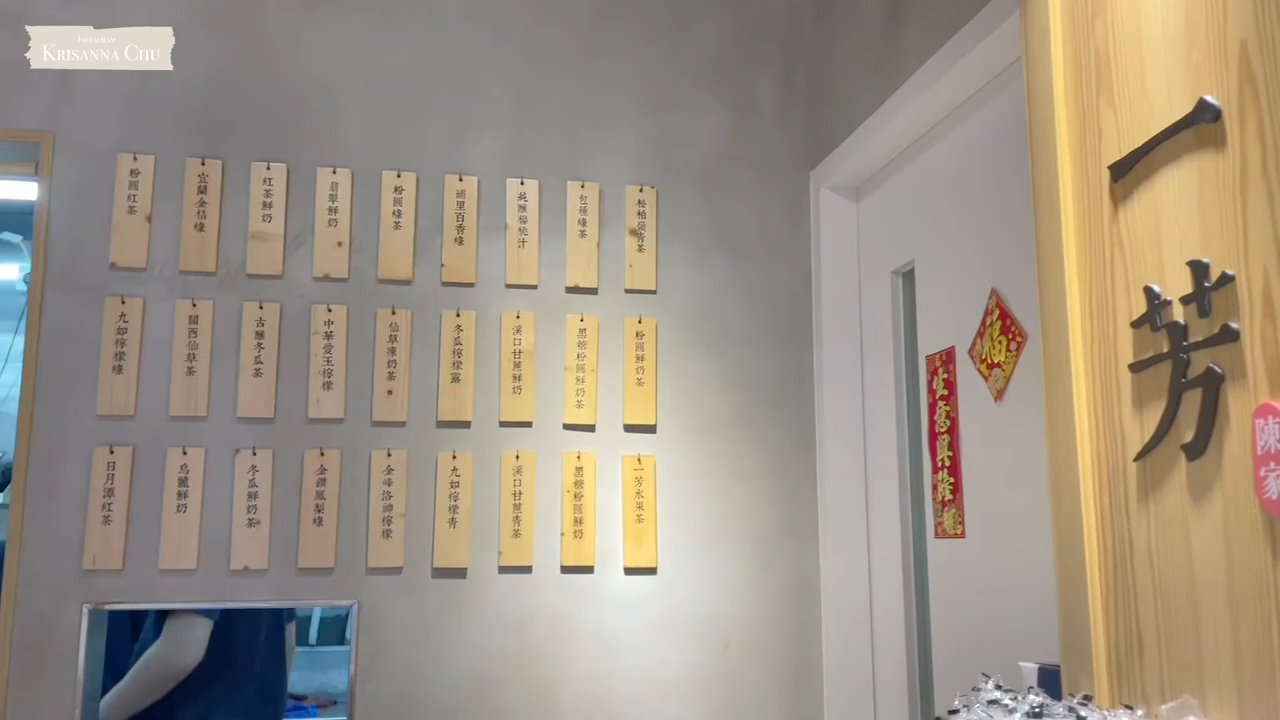 INSTAGRAM
KRISANNA CHU
粉圓紅茶
宜蘭金桔綠
紅茶鮮奶
翡翠鮮奶
粉圓綠茶
埔里百香綠
純釀楊桃汁
包種綠茶
松柏嶺青茶
九如檸檬綠
關西仙草茶
古釀冬瓜茶
中華愛玉檸檬
仙草凍奶茶
冬瓜檸檬露
溪口甘蔗鮮奶
黑糖粉圓鮮奶茶
粉圓鮮奶茶
日月潭紅茶
烏龍鮮奶
冬瓜鮮奶茶
金鑽鳳梨綠
金峰洛神檸檬
九如檸檬青
溪口甘蔗青茶
黑糖粉圓鮮奶
一芳水果茶
福
生意興隆
一芳
陳家